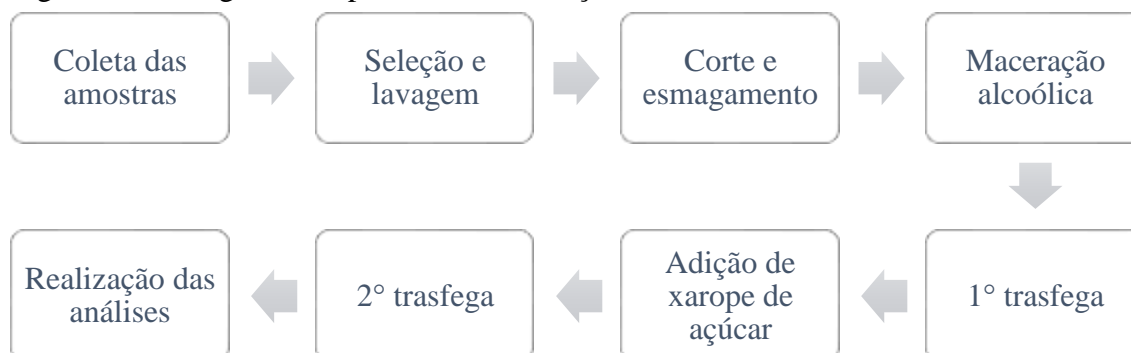 Coleta das
amostras
Seleção e
lavagem
Corte e
esmagamento
Maceração
alcoólica
Realização das
análises
2° trasfega
Adição de
xarope de
açúcar
1° trasfega